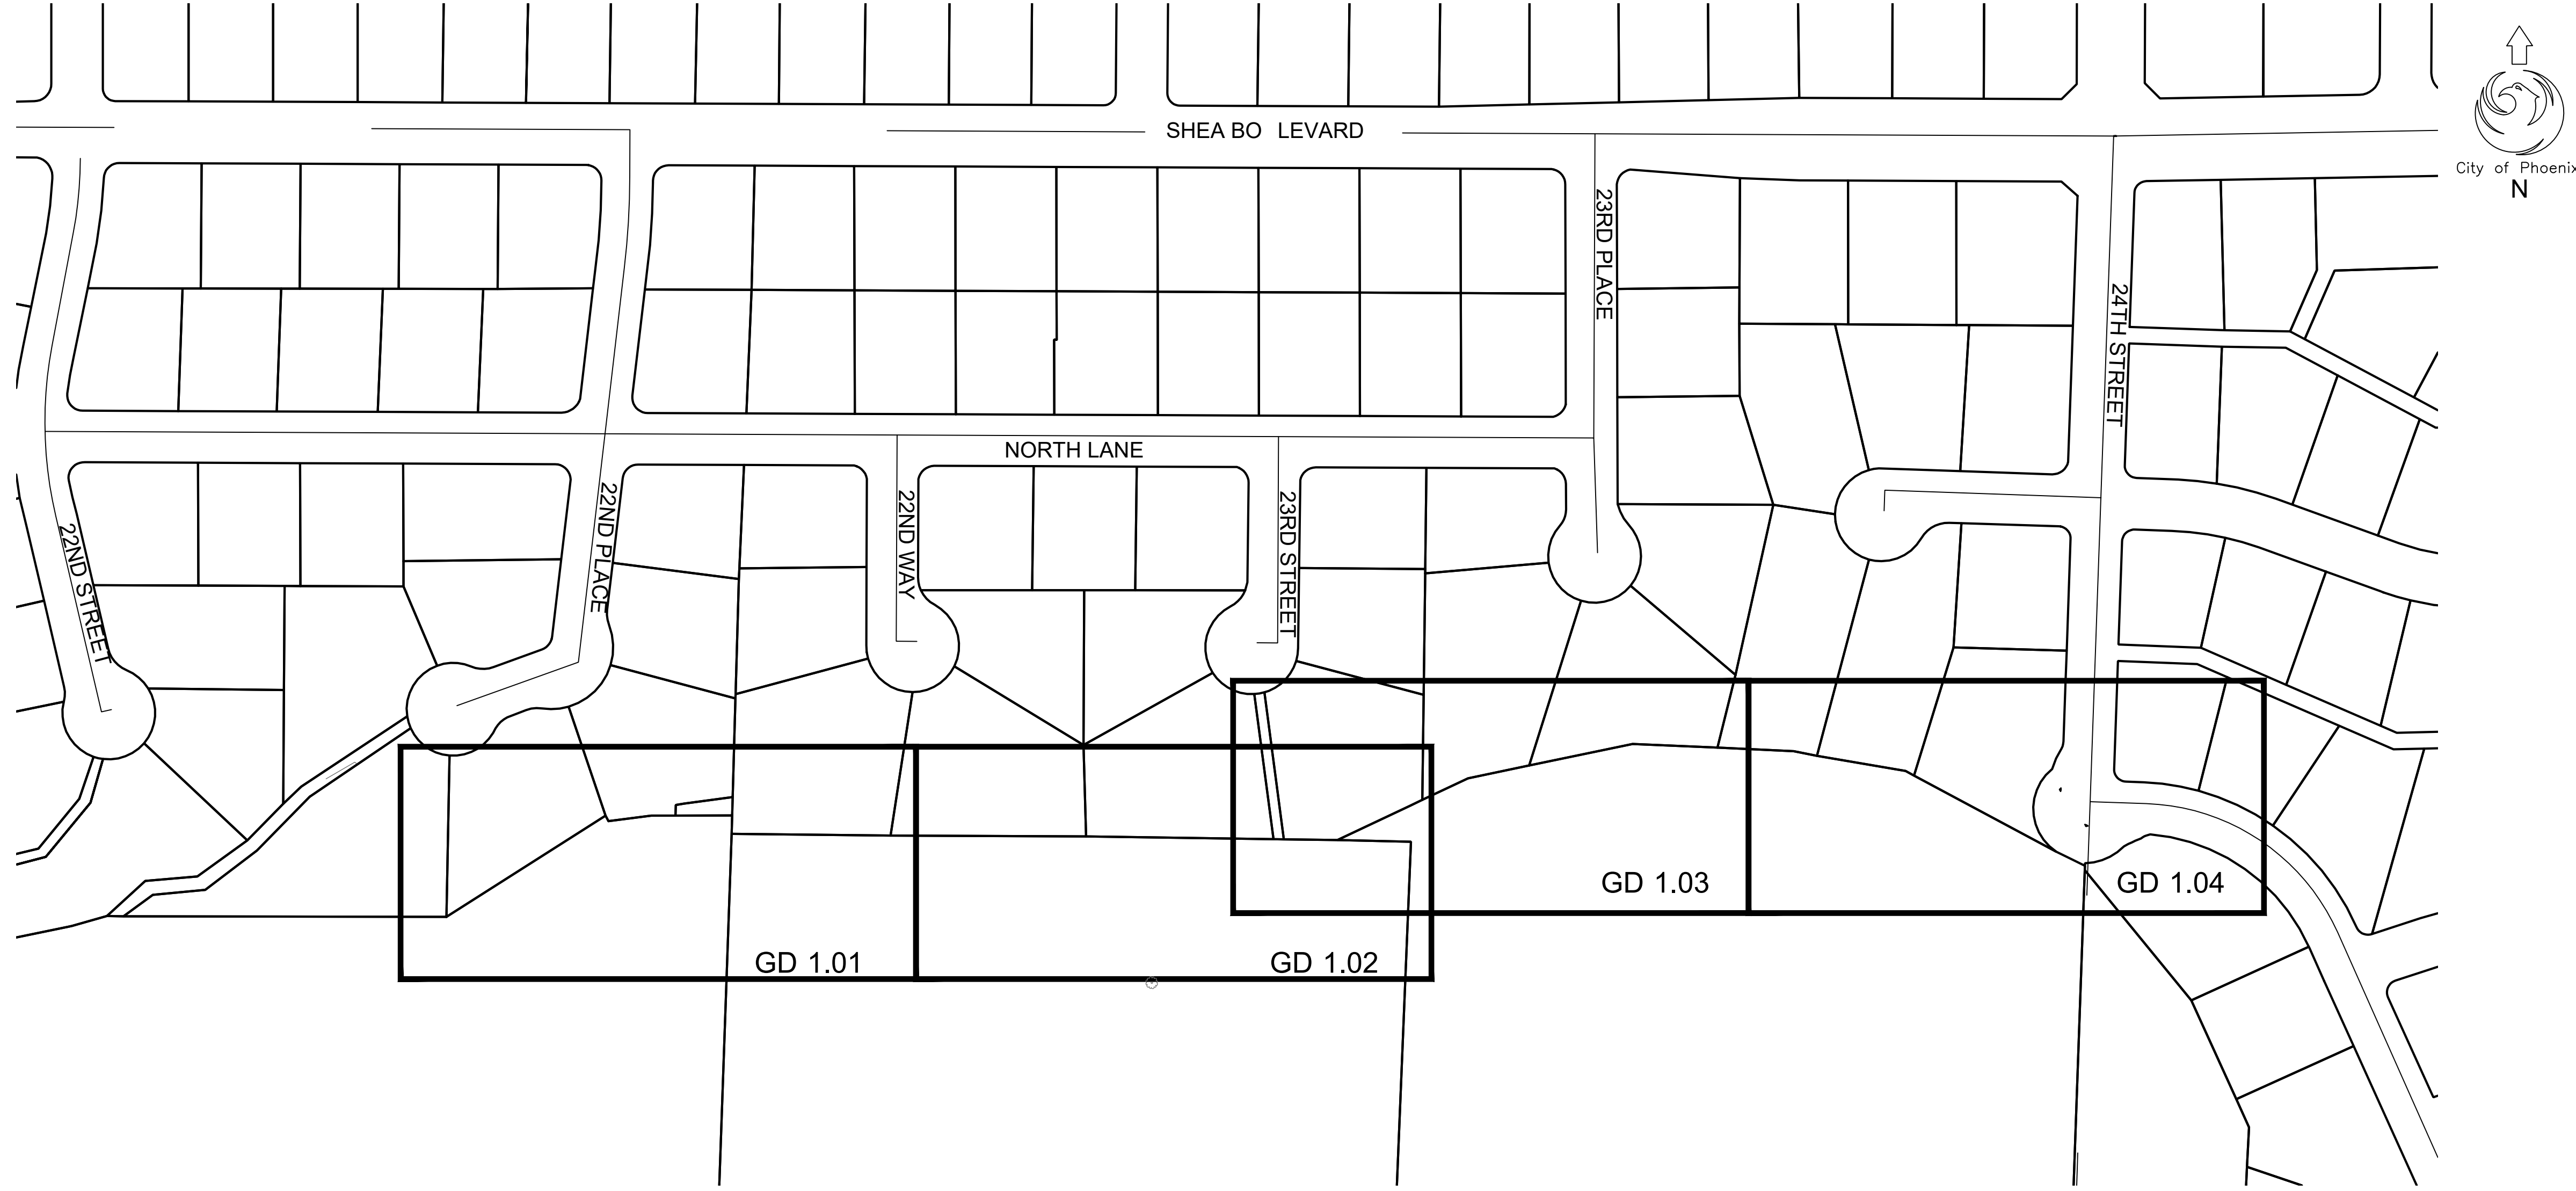 SHEA BO LEVARD
City of Phoenix
N
23RD PLACE
24TH STREET
NORTH LANE
22ND STREET
22ND PLACE
22ND WAY
23RD STREET
GD 1.03
GD 1.04
GD 1.01
GD 1.02